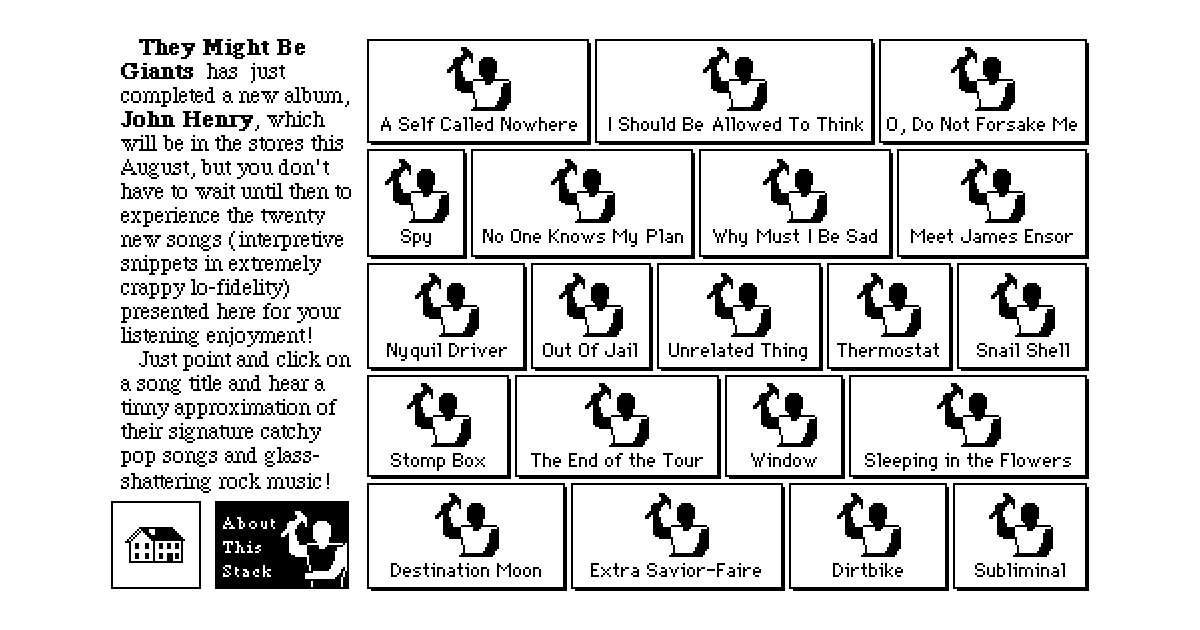 They Might Be
Giants has just
completed a new album,
John Henry, which
will be in the stores this
August, but you don't
have to wait until then to
experience the twenty
new songs (interpretive
snippets in extremely
crappy lo-fidelity)
presented here for your
listening enjoyment!
Just point and click on
a song title and hear a
tinny approximation of
their signature catchy
pop songs and glass-
shattering rock music!
About
This
Stack
A Self Called Nowhere
I Should Be Allowed To Think
O, Do Not Forsake Me
Spy
No One Knows My Plan
Why Must I Be Sad
Meet James Ensor
Nyquil Driver
Out Of Jail
Unrelated Thing
Thermostat
Snail Shell
Stomp Box
The End of the Tour
Window
Sleeping in the Flowers
Destination Moon
Extra Savior-Faire
Dirtbike
Subliminal